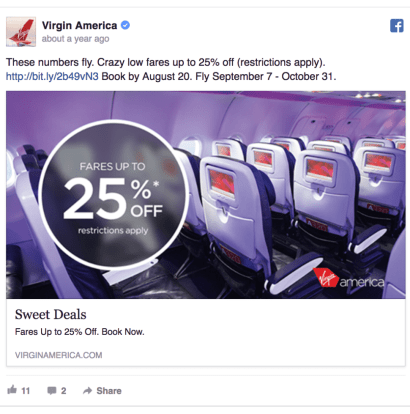 Virgin America
about a year ago
These numbers fly. Crazy low fares up to 25% off (restrictions apply).
http://bit.ly/2b49vN3 Book by August 20. Fly September 7 - October 31.
FARES UP TO
25%*
OFF
restrictions apply
Virgin america
Sweet Deals
Fares Up to 25% Off. Book Now.
VIRGINAMERICA.COM
11 2 Share